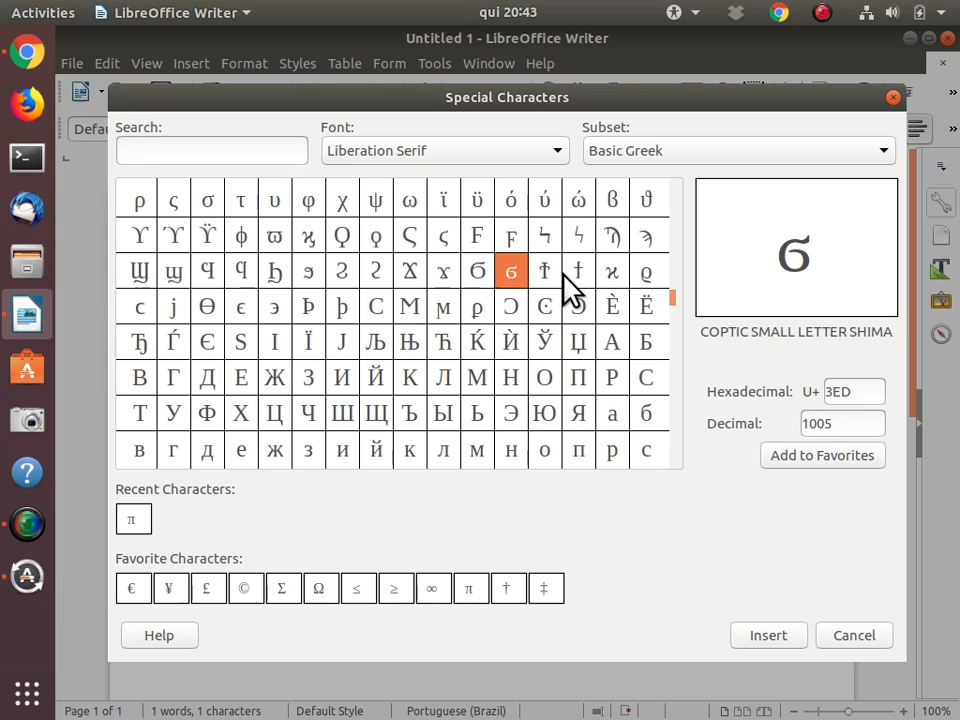 Activities LibreOffice Writer qui 20:43
Untitled 1 - LibreOffice Writer
File Edit View Insert Format Styles Table Form Tools Window Help
Special Characters
Search: Font: Subset:
Liberation Serif Basic Greek
ρ ς σ τ υ φ χ ψ ω ϊ ϋ ό ύ ώ ϐ ϑ
ϒ ϓ ϔ ϕ ϖ ϗ Ϙ ϙ Ϛ ϛ Ϝ ϝ Ϟ ϟ Ϡ ϡ
Ϣ ϣ Ϥ ϥ Ϧ ϧ Ϩ ϩ Ϫ ϫ Ϭ ϭ Ϯ ϯ ϰ ϱ
ϲ ϳ ϴ ϵ ϶ Ϸ ϸ Ϲ Ϻ ϻ ϼ Ͻ Ͼ Ͽ Ѐ Ё
Ђ Ѓ Є Ѕ І Ї Ј Љ Њ Ћ Ќ Ѝ Ў Џ А Б
В Г Д Е Ж З И Й К Л М Н О П Р С
Т У Ф Х Ц Ч Ш Щ Ъ Ы Ь Э Ю Я а б
в г д е ж з и й к л м н о п р с
ϭ
COPTIC SMALL LETTER SHIMA
Hexadecimal: U+ 3ED
Decimal: 1005
Add to Favorites
Recent Characters:
π
Favorite Characters:
€ ¥ £ © Σ Ω ≤ ≥ ∞ π † ‡
Help Insert Cancel
Page 1 of 1 1 words, 1 characters Default Style Portuguese (Brazil) 100%